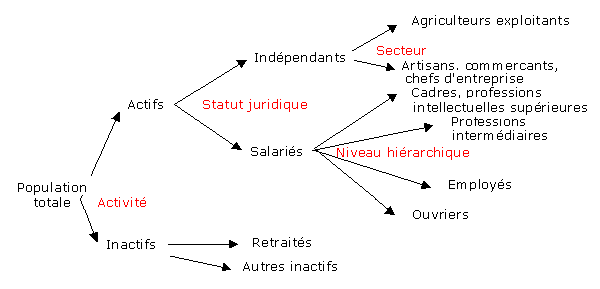 Agriculteurs exploitants
Secteur
Indépendants
Artisans. commercants,
chefs d'entreprise
Cadres, professions
intellectuelles supérieures
Actifs
Statut juridique
Professions
intermédiaires
Salariés
Niveau hiérarchique
Employés
Population
totale
Activité
Ouvriers
Inactifs
Retraités
Autres inactifs